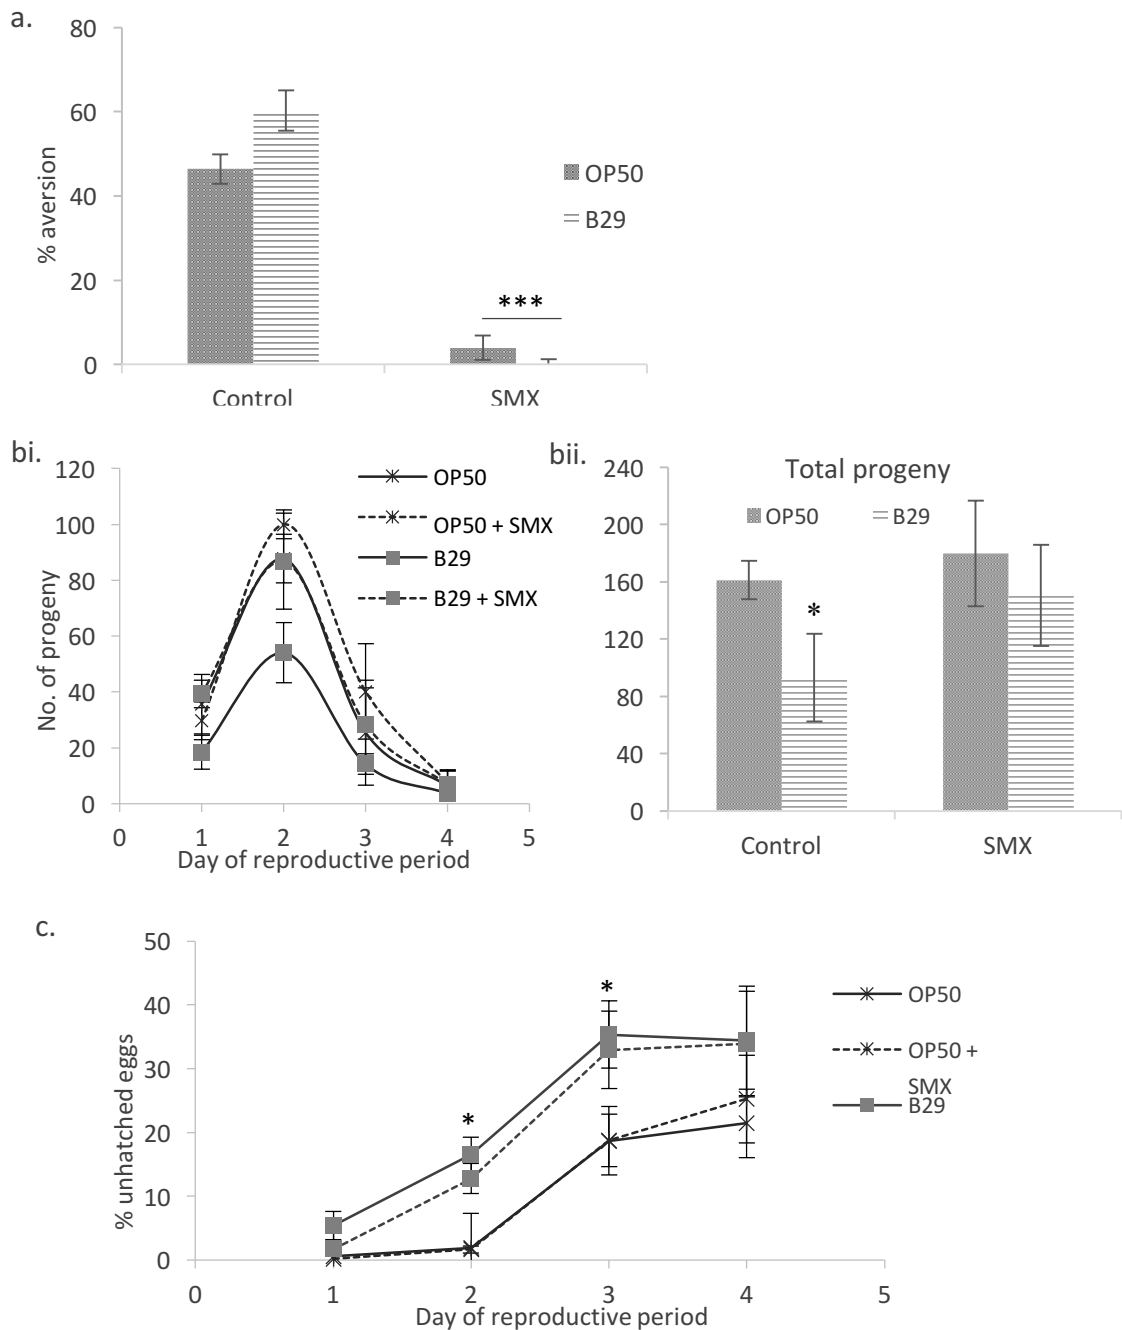 a.
80
60
40
20
0
% aversion
OP50
B29
***
Control
SMX
bi.
120
100
80
60
40
20
0
No. of progeny
OP50
OP50 + SMX
B29
B29 + SMX
0 1 2 3 4 5
Day of reproductive period
bii.
Total progeny
240
200
160
120
80
40
0
OP50 B29
*
Control SMX
c.
50
40
30
20
10
0
% unhatched eggs
*
*
OP50
OP50 +
SMX
B29
0 1 2 3 4 5
Day of reproductive period